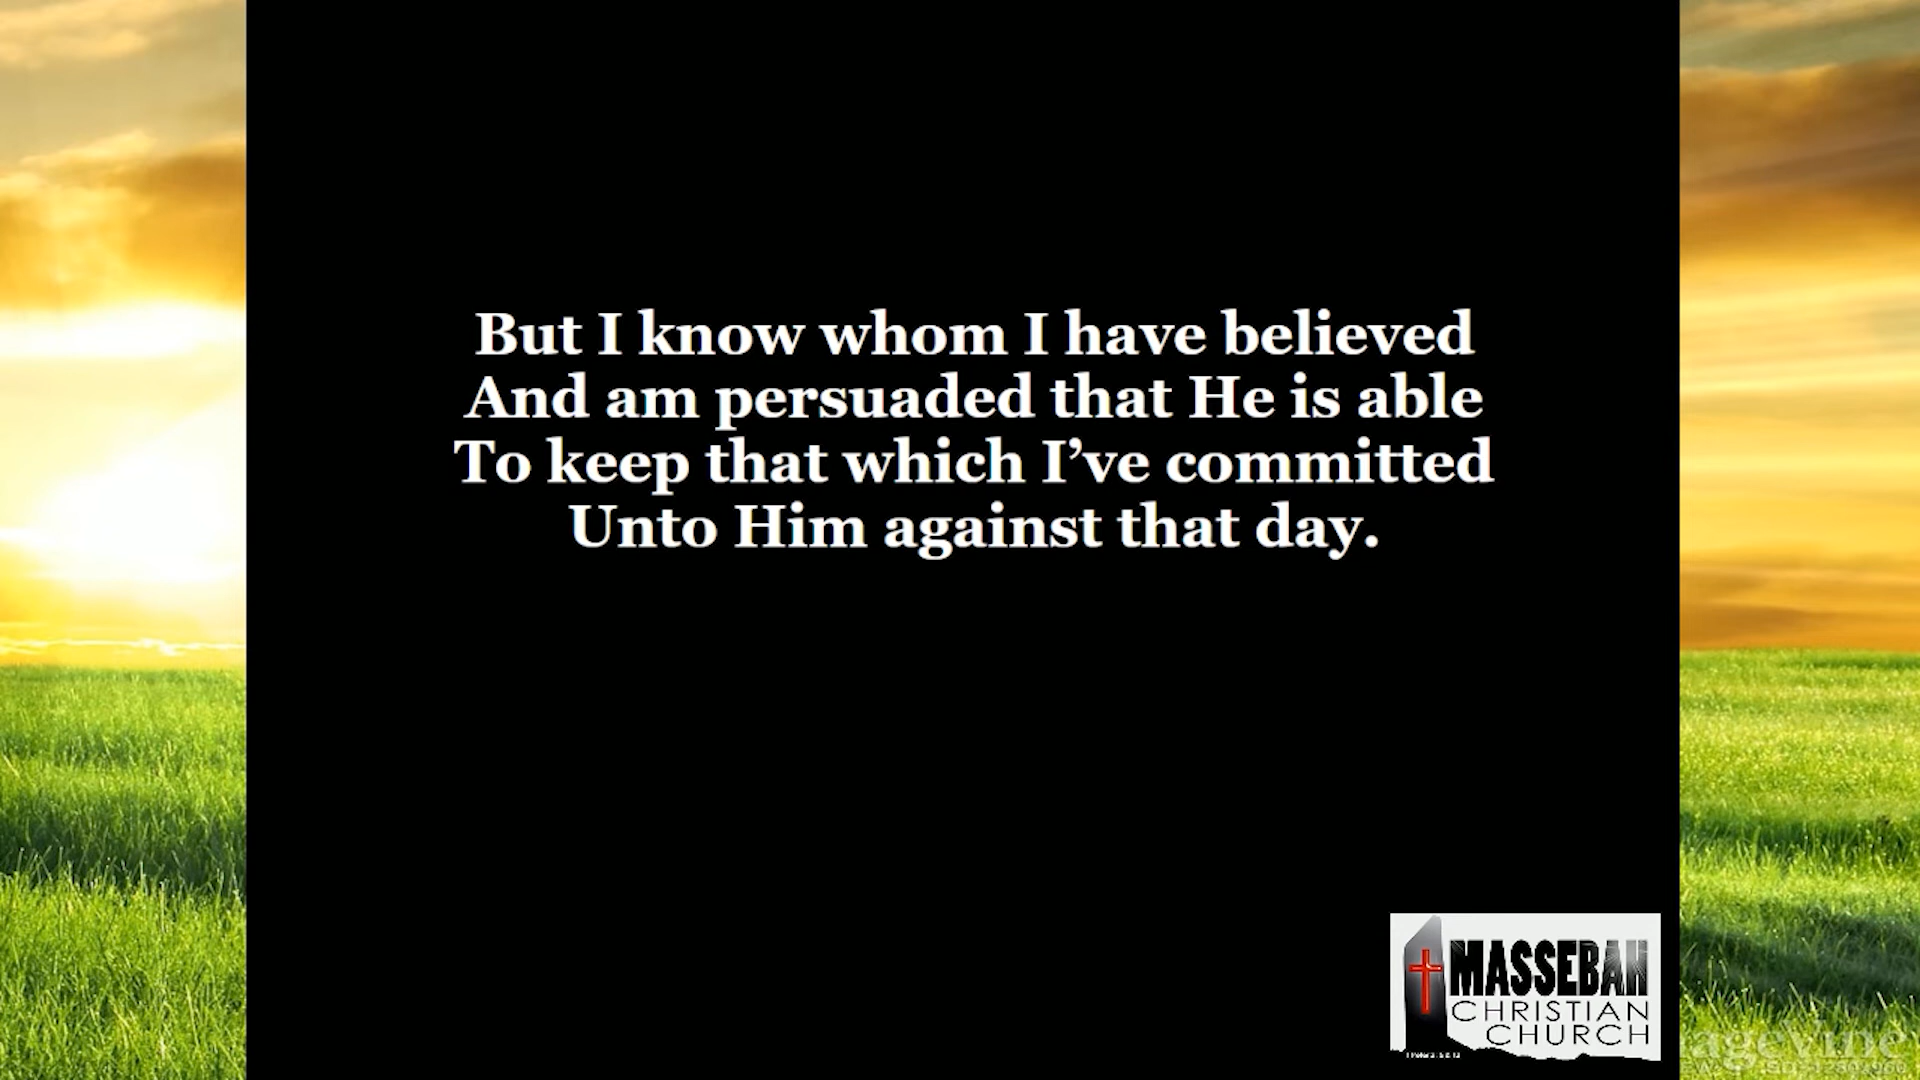 But I know whom I have believed
And am persuaded that He is able
To keep that which I’ve committed
Unto Him against that day.
MASSEBAH
CHRISTIAN
CHURCH